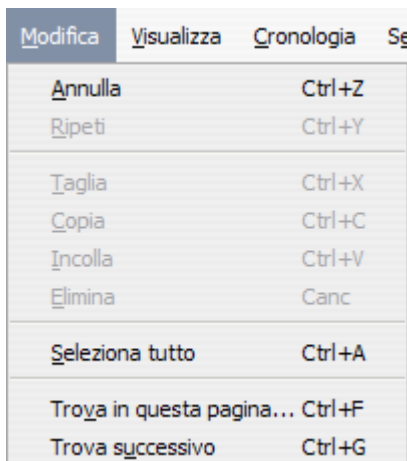 Modifica Visualizza Cronologia Se
Annulla Ctrl+Z
Ripeti Ctrl+Y
Taglia Ctrl+X
Copia Ctrl+C
Incolla Ctrl+V
Elimina Canc
Seleziona tutto Ctrl+A
Trova in questa pagina... Ctrl+F
Trova successivo Ctrl+G